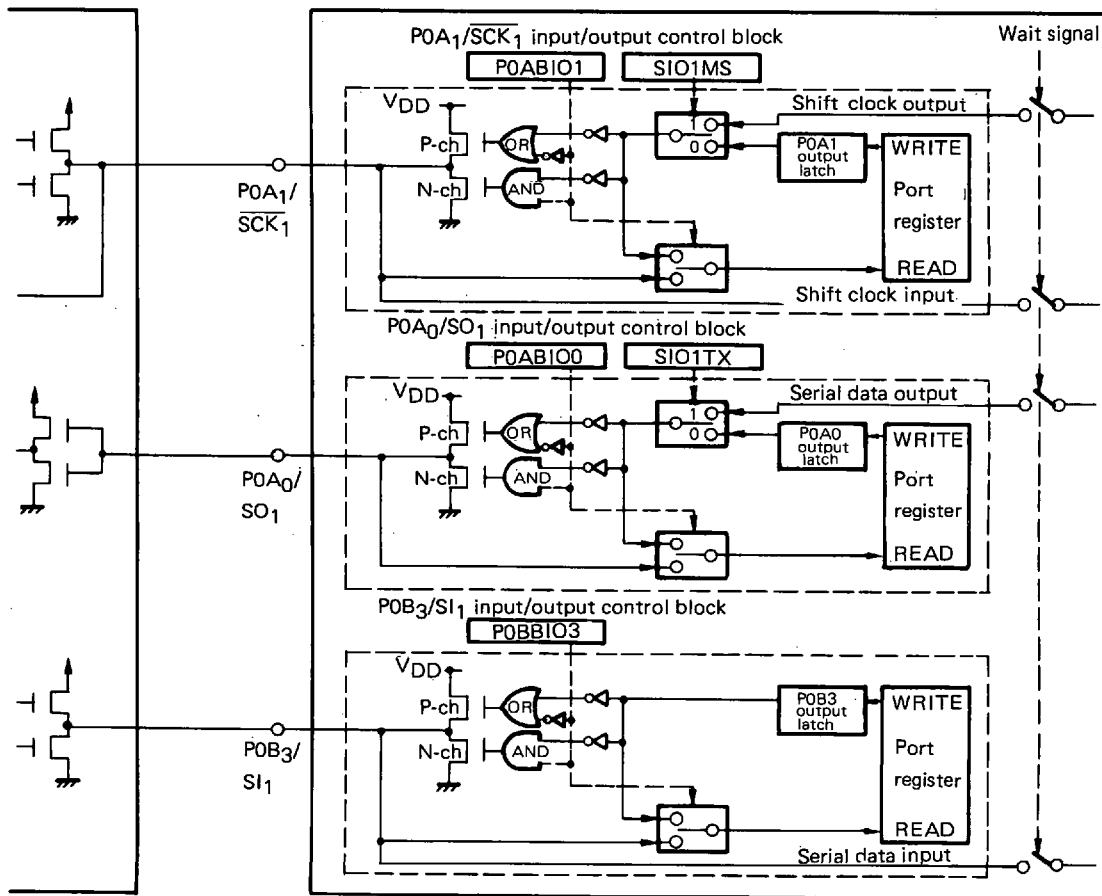 P0A1/SCK1 input/output control block
Wait signal
P0ABIO1
SIO1MS
VDD
Shift clock output
P-ch
OR
1
0
P0A1
output
latch
WRITE
Port
register
READ
N-ch
AND
P0A1/
SCK1
Shift clock input
P0A0/SO1 input/output control block
P0ABIO0
SIO1TX
VDD
Serial data output
P-ch
OR
1
0
P0A0
output
latch
WRITE
Port
register
READ
N-ch
AND
P0A0/
SO1
P0B3/SI1 input/output control block
P0BBIO3
VDD
P-ch
OR
P0B3
output
latch
WRITE
Port
register
READ
N-ch
AND
P0B3/
SI1
Serial data input